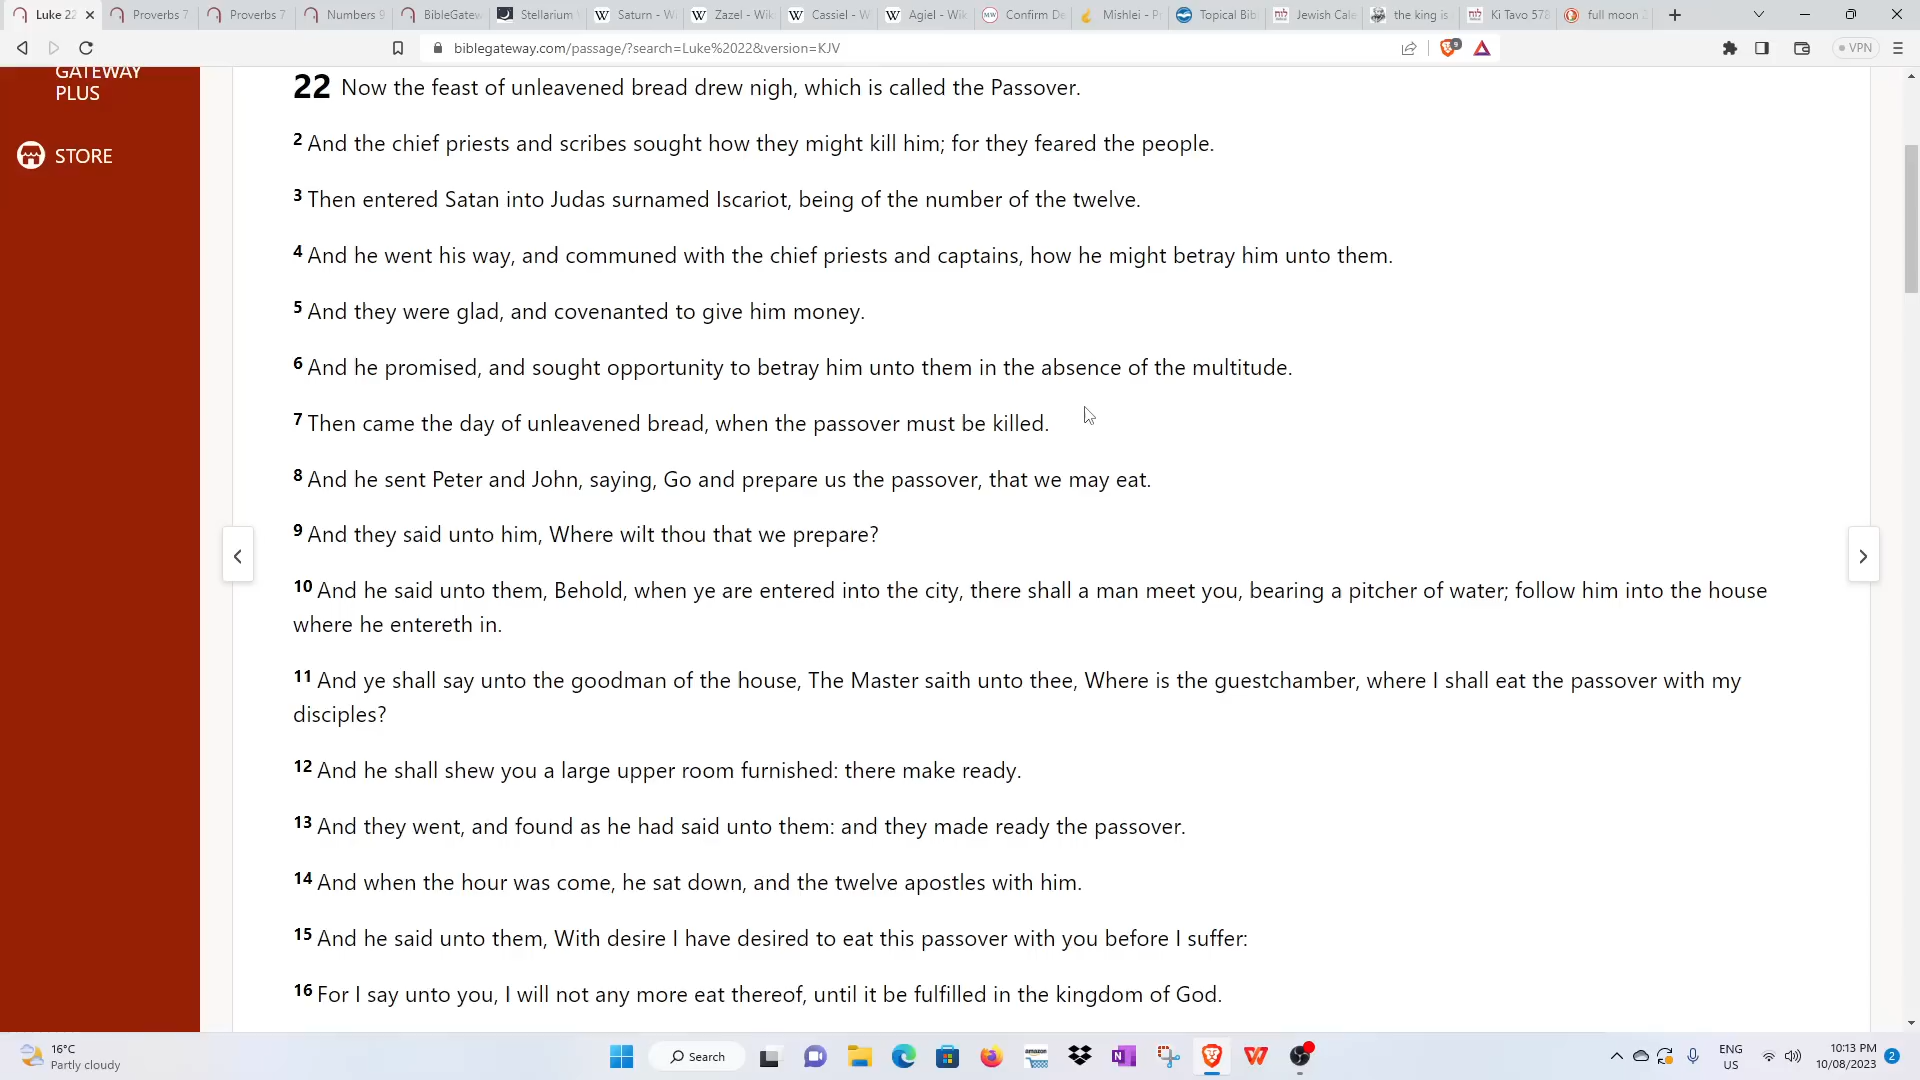 Luke 22
Proverbs 7
Proverbs 7
Numbers 9
BibleGatew
Stellarium
Saturn - W
Zazel - Wik
Cassiel - W
Agiel - Wik
Confirm De
Mishlei - P
Topical Bib
Jewish Cale
the king is
Ki Tavo 578
full moon 2
biblegateway.com/passage/?search=Luke%2022&version=KJV
VPN
GATEWAY
PLUS
STORE
22 Now the feast of unleavened bread drew nigh, which is called the Passover.
2 And the chief priests and scribes sought how they might kill him; for they feared the people.
3 Then entered Satan into Judas surnamed Iscariot, being of the number of the twelve.
4 And he went his way, and communed with the chief priests and captains, how he might betray him unto them.
5 And they were glad, and covenanted to give him money.
6 And he promised, and sought opportunity to betray him unto them in the absence of the multitude.
7 Then came the day of unleavened bread, when the passover must be killed.
8 And he sent Peter and John, saying, Go and prepare us the passover, that we may eat.
9 And they said unto him, Where wilt thou that we prepare?
10 And he said unto them, Behold, when ye are entered into the city, there shall a man meet you, bearing a pitcher of water; follow him into the house
where he entereth in.
11 And ye shall say unto the goodman of the house, The Master saith unto thee, Where is the guestchamber, where I shall eat the passover with my
disciples?
12 And he shall shew you a large upper room furnished: there make ready.
13 And they went, and found as he had said unto them: and they made ready the passover.
14 And when the hour was come, he sat down, and the twelve apostles with him.
15 And he said unto them, With desire I have desired to eat this passover with you before I suffer:
16 For I say unto you, I will not any more eat thereof, until it be fulfilled in the kingdom of God.
16°C
Partly cloudy
Search
ENG
US
10:13 PM
10/08/2023
2